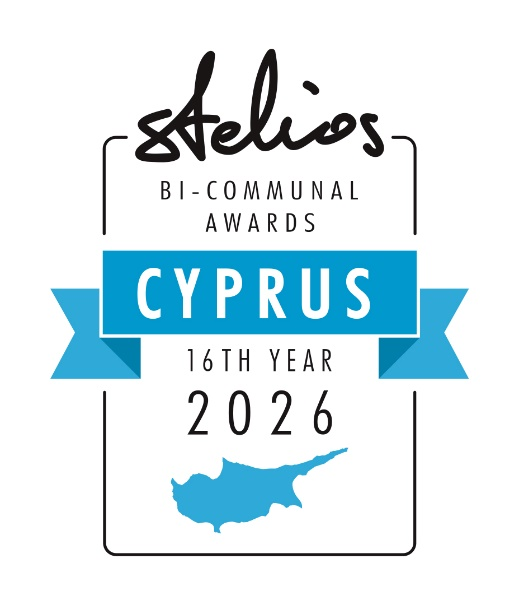 stelios
BI-COMMUNAL
AWARDS
CYPRUS
16TH YEAR
2026